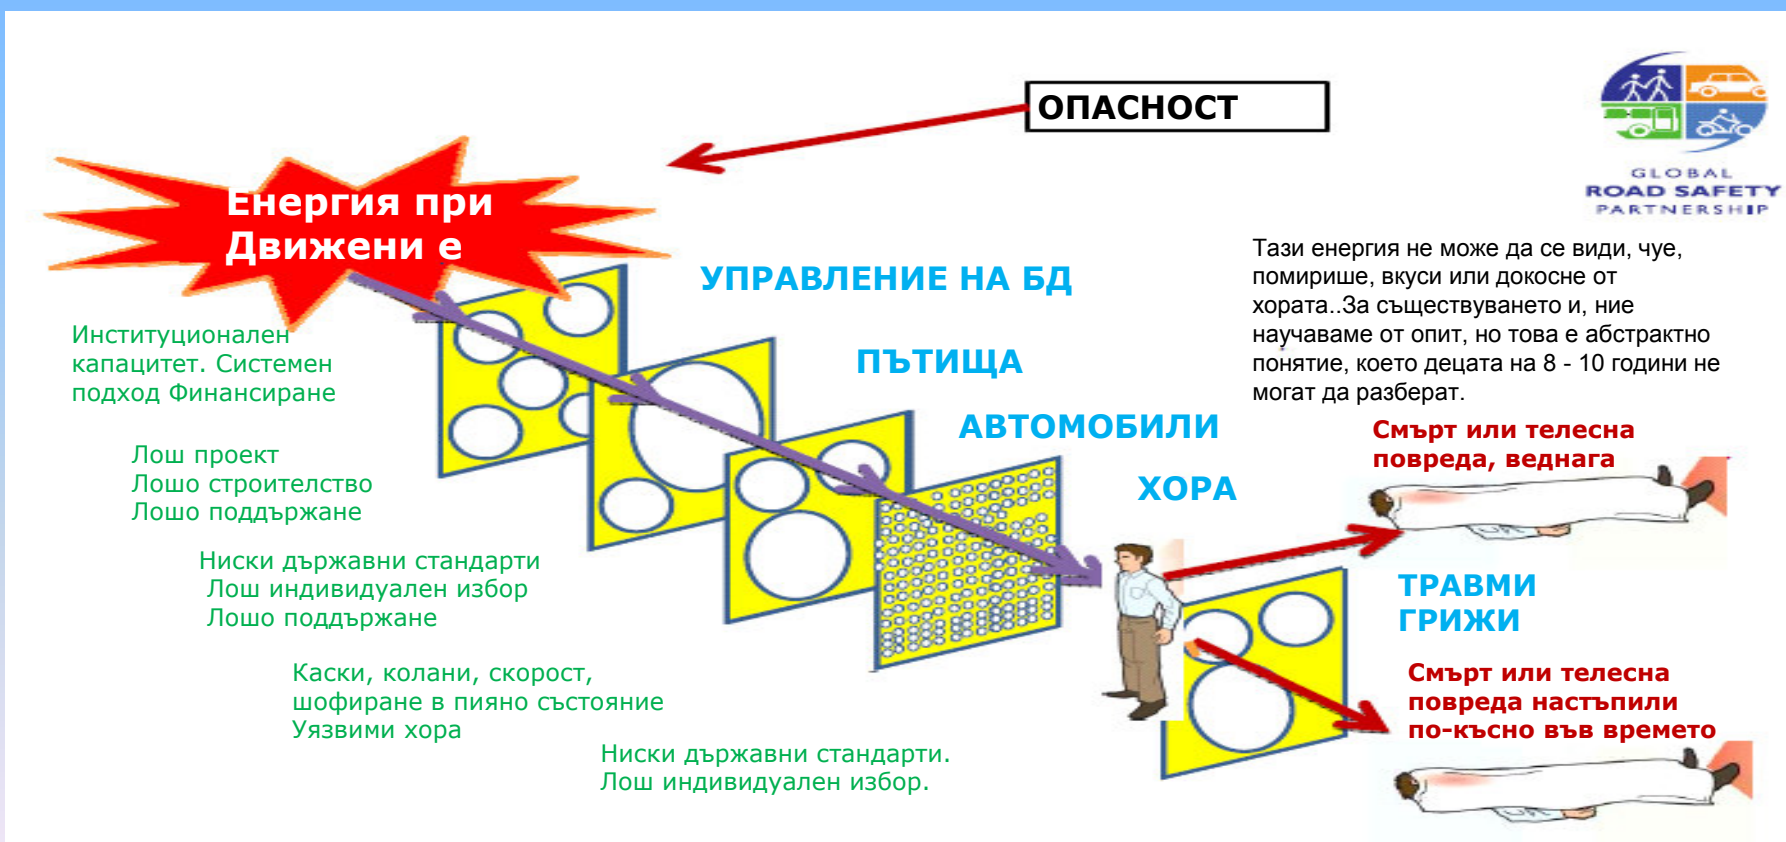 ОПАСНОСТ
GLOBAL
ROAD SAFETY
PARTNERSHIP
Енергия при
Движени е
Тази енергия не може да се види, чуе,
помирише, вкуси или докосне от
хората..За съществуването и, ние
научаваме от опит, но това е абстрактно
понятие, което децата на 8 - 10 години не
могат да разберат.
УПРАВЛЕНИЕ НА БД
Институционален
капацитет. Системен
подход Финансиране
ПЪТИЩА
АВТОМОБИЛИ
Смърт или телесна
повреда, веднага
ХОРА
Лош проект
Лошо строителство
Лошо поддържане
Ниски държавни стандарти
Лош индивидуален избор
Лошо поддържане
ТРАВМИ
ГРИЖИ
Каски, колани, скорост,
шофиране в пияно състояние
Уязвими хора
Смърт или телесна
повреда настъпили
по-късно във времето
Ниски държавни стандарти.
Лош индивидуален избор.